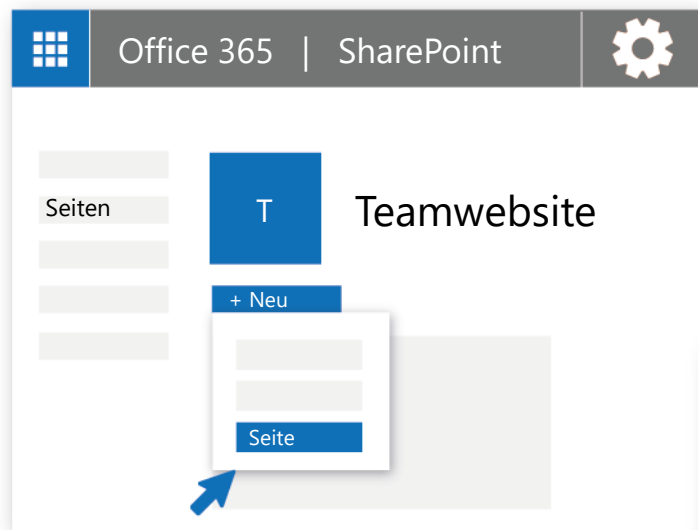 Office 365 | SharePoint
Seiten
T
Teamwebsite
+ Neu
Seite